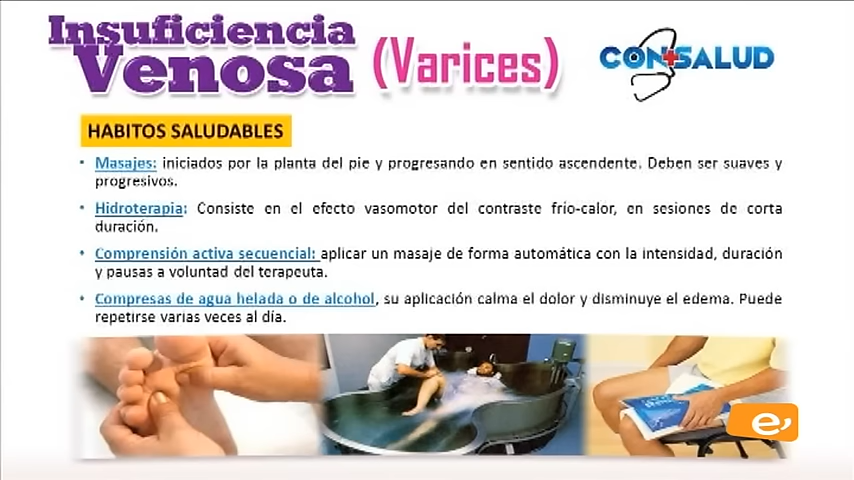 Insuficiencia
Venosa (Varices)
CON+SALUD
HABITOS SALUDABLES
• Masajes: iniciados por la planta del pie y progresando en sentido ascendente. Deben ser suaves y
progresivos.
• Hidroterapia: Consiste en el efecto vasomotor del contraste frío-calor, en sesiones de corta
duración.
• Comprensión activa secuencial: aplicar un masaje de forma automática con la intensidad, duración
y pausas a voluntad del terapeuta.
• Compresas de agua helada o de alcohol, su aplicación calma el dolor y disminuye el edema. Puede
repetirse varias veces al día.
e